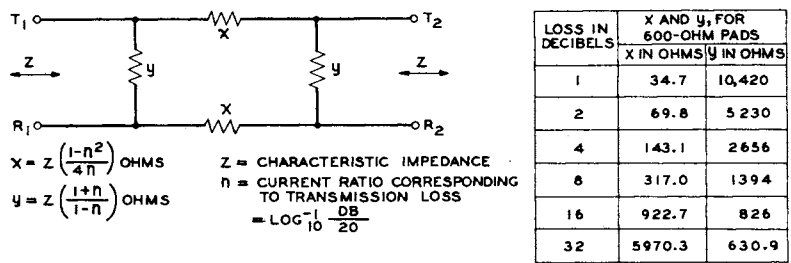 T1 X T2
Z y y Z
X
R1 R2
X = Z (1-n²/4n) OHMS
y = Z (1+n/1-n) OHMS
Z = CHARACTERISTIC IMPEDANCE
n = CURRENT RATIO CORRESPONDING
TO TRANSMISSION LOSS
= LOG⁻¹₁₀ DB/20
LOSS IN DECIBELS
X AND y, FOR
600-OHM PADS
X IN OHMS y IN OHMS
1 34.7 10,420
2 69.8 5230
4 143.1 2656
8 317.0 1394
16 922.7 826
32 5970.3 630.9